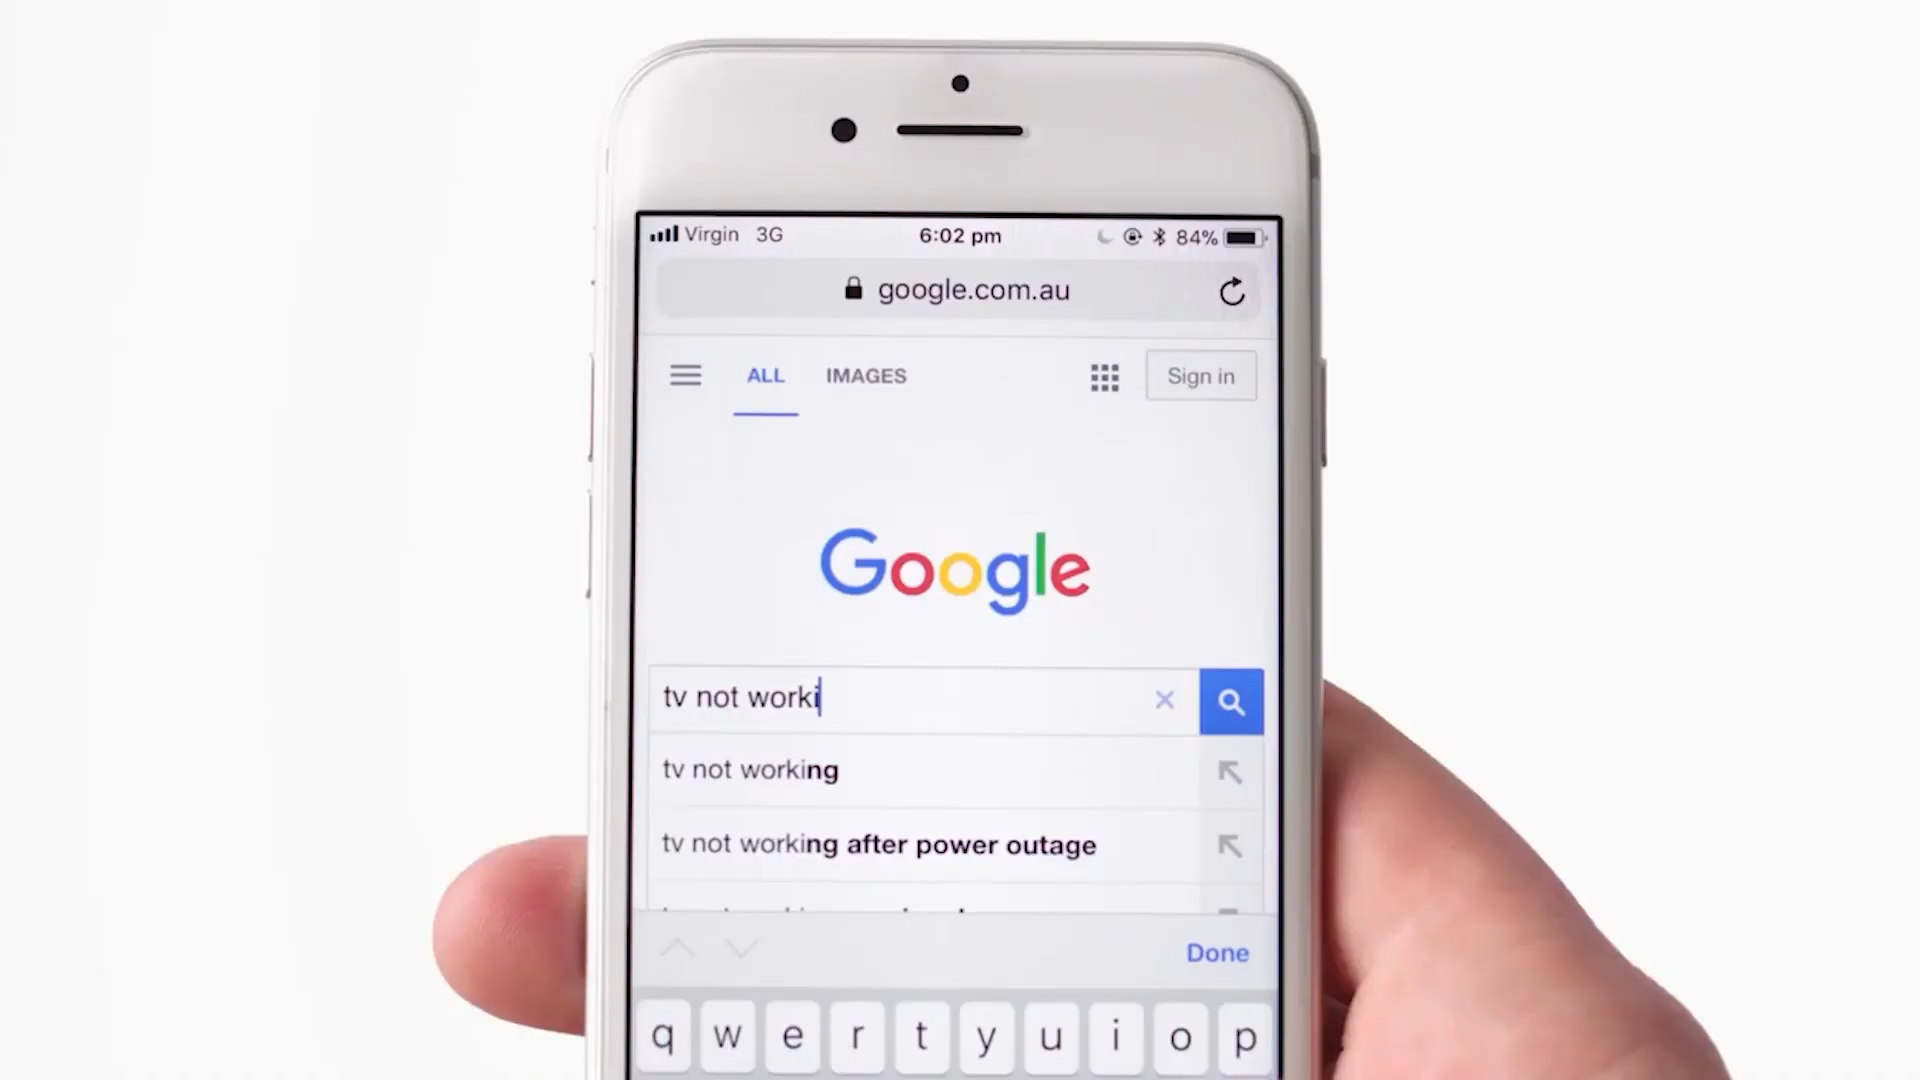 Virgin 3G 6:02 pm 84%
google.com.au
ALL IMAGES Sign in
Google
tv not worki
tv not working
tv not working after power outage
Done
q w e r t y u i o p